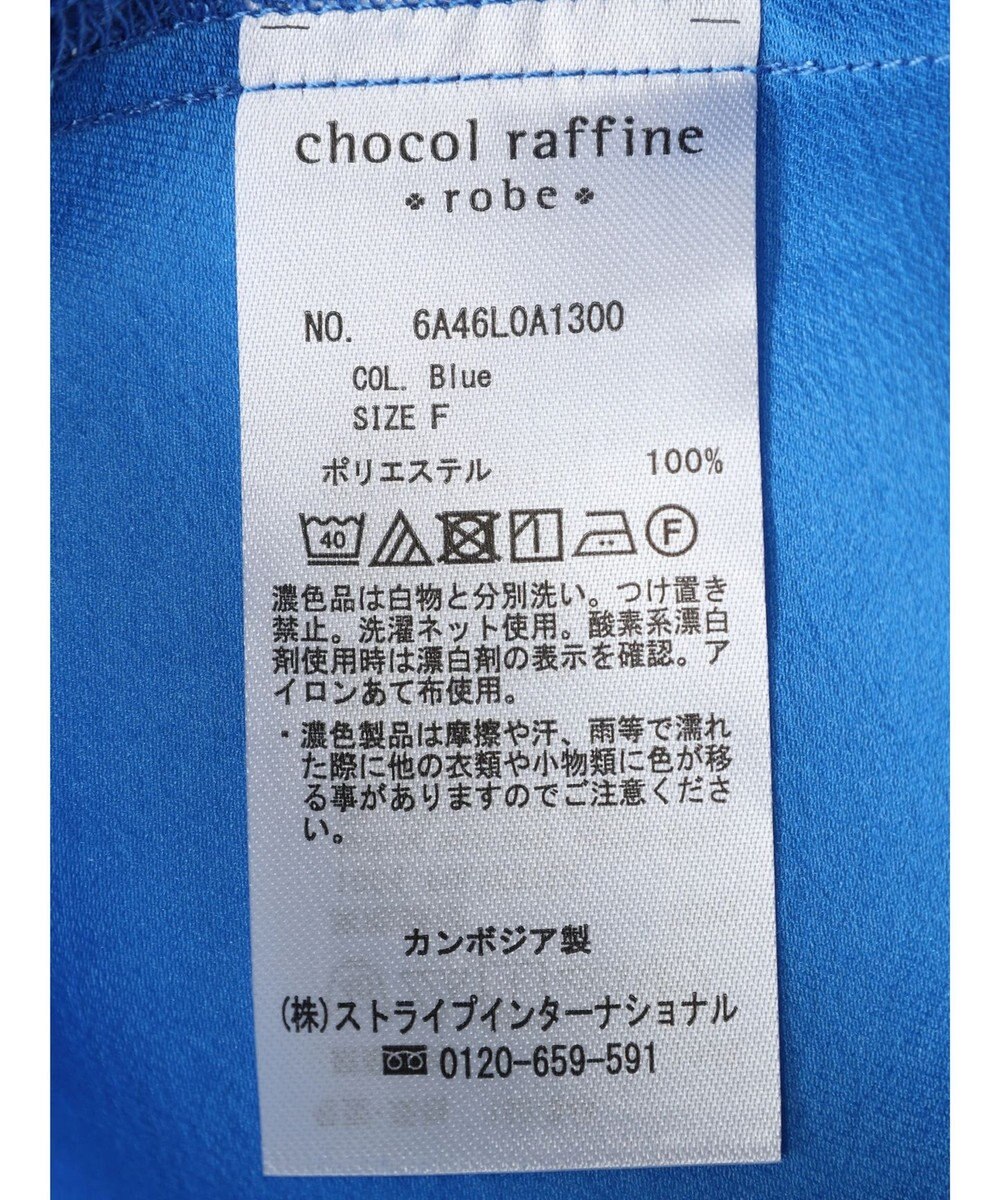 chocol raffine
robe
NO. 6A46L0A1300
COL. Blue
SIZE F
ポリエステル 100%
40 F
濃色品は白物と分別洗い。つけ置き
禁止。洗濯ネット使用。酸素系漂白
剤使用時は漂白剤の表示を確認。ア
イロンあて布使用。
・濃色製品は摩擦や汗、雨等で濡れ
た際に他の衣類や小物類に色が移
る事がありますのでご注意くださ
い。
カンボジア製
(株)ストライプインターナショナル
0120-659-591